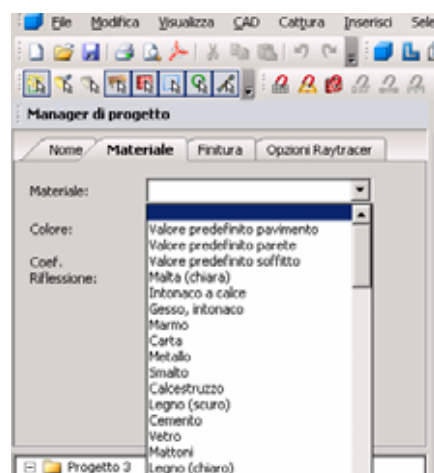 File Modifica Visualizza CAD Cattura Inserisci Sele
Manager di progetto
Nome Materiale Finitura Opzioni Raytracer
Materiale:
Colore:
Coef.
Riflessione:
Valore predefinito pavimento
Valore predefinito parete
Valore predefinito soffitto
Malta (chiara)
Intonaco a calce
Gesso, intonaco
Marmo
Carta
Metallo
Smalto
Calcestruzzo
Legno (scuro)
Cemento
Vetro
Mattoni
Legno (chiaro)
Progetto 3